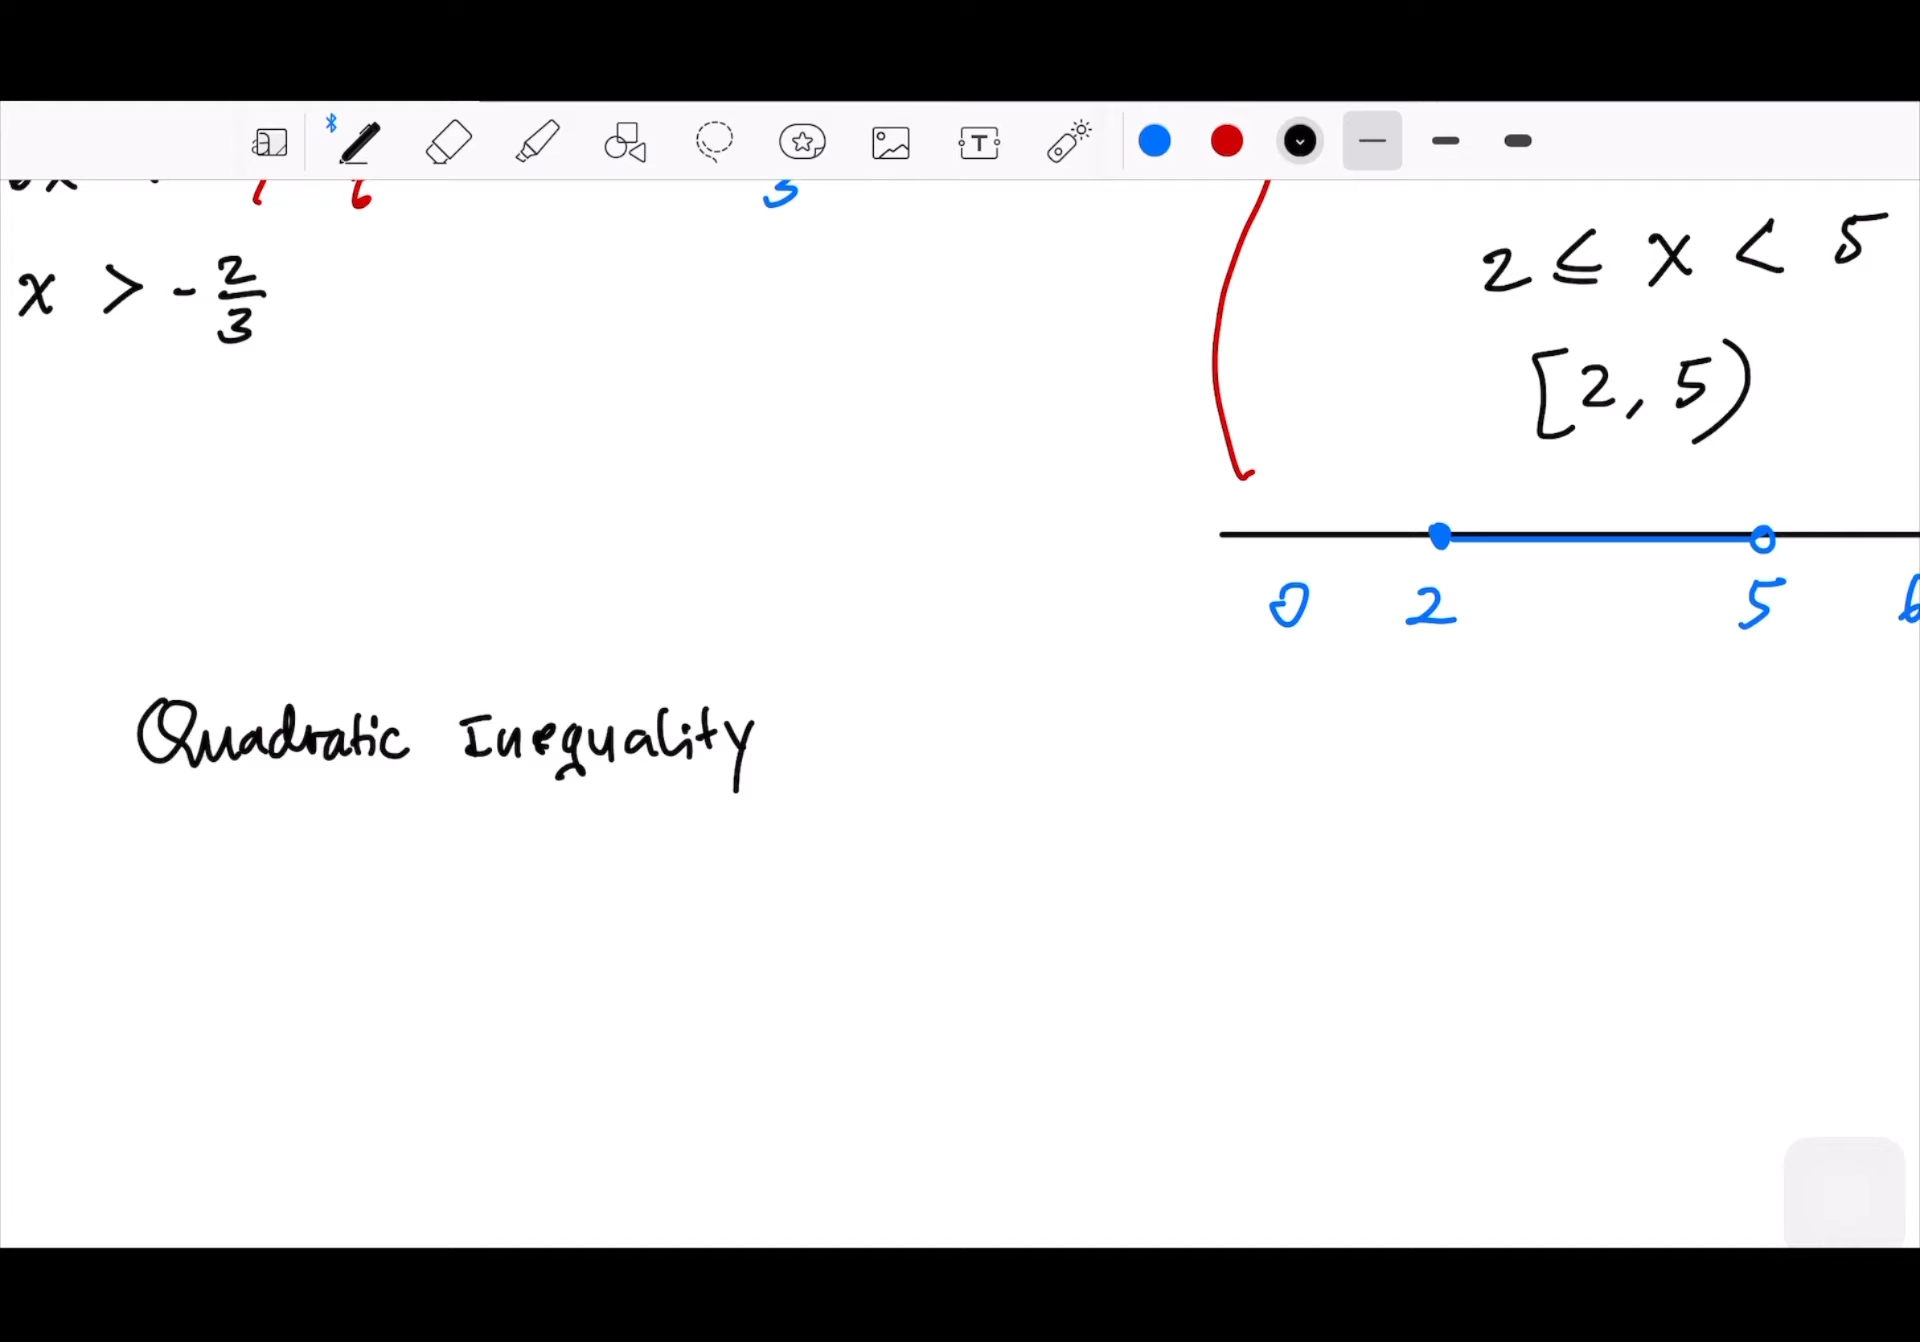 x > - 2/3
2 ≤ x < 5
[2, 5)
0 2 5
Quadratic Inequality